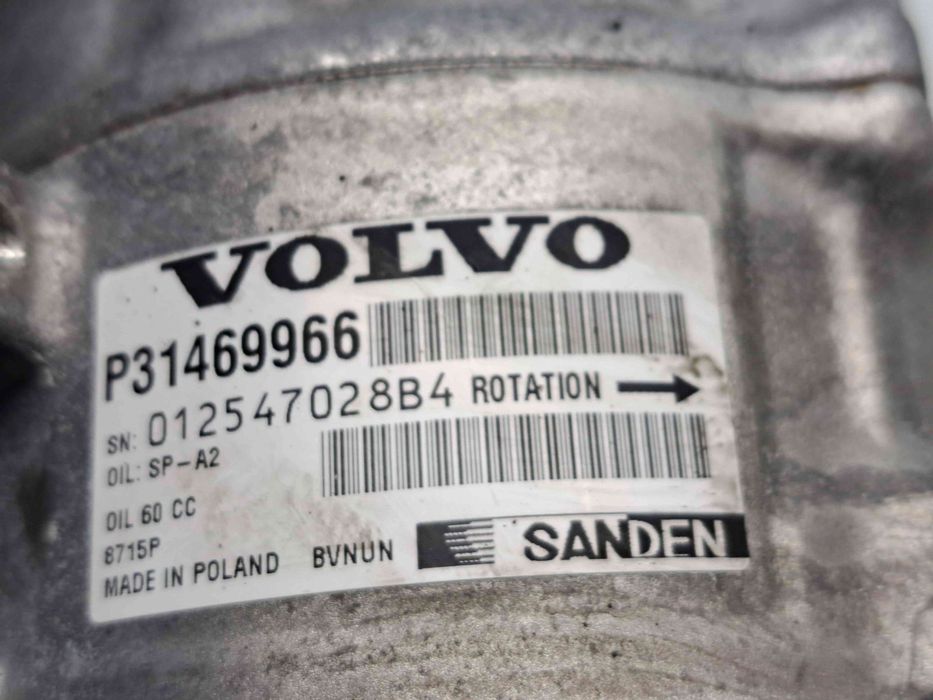 VOLVO
P31469966
SN: 012547028B4 ROTATION
OIL: SP-A2
OIL 60 CC
8715P
MADE IN POLAND BVNUN SANDEN